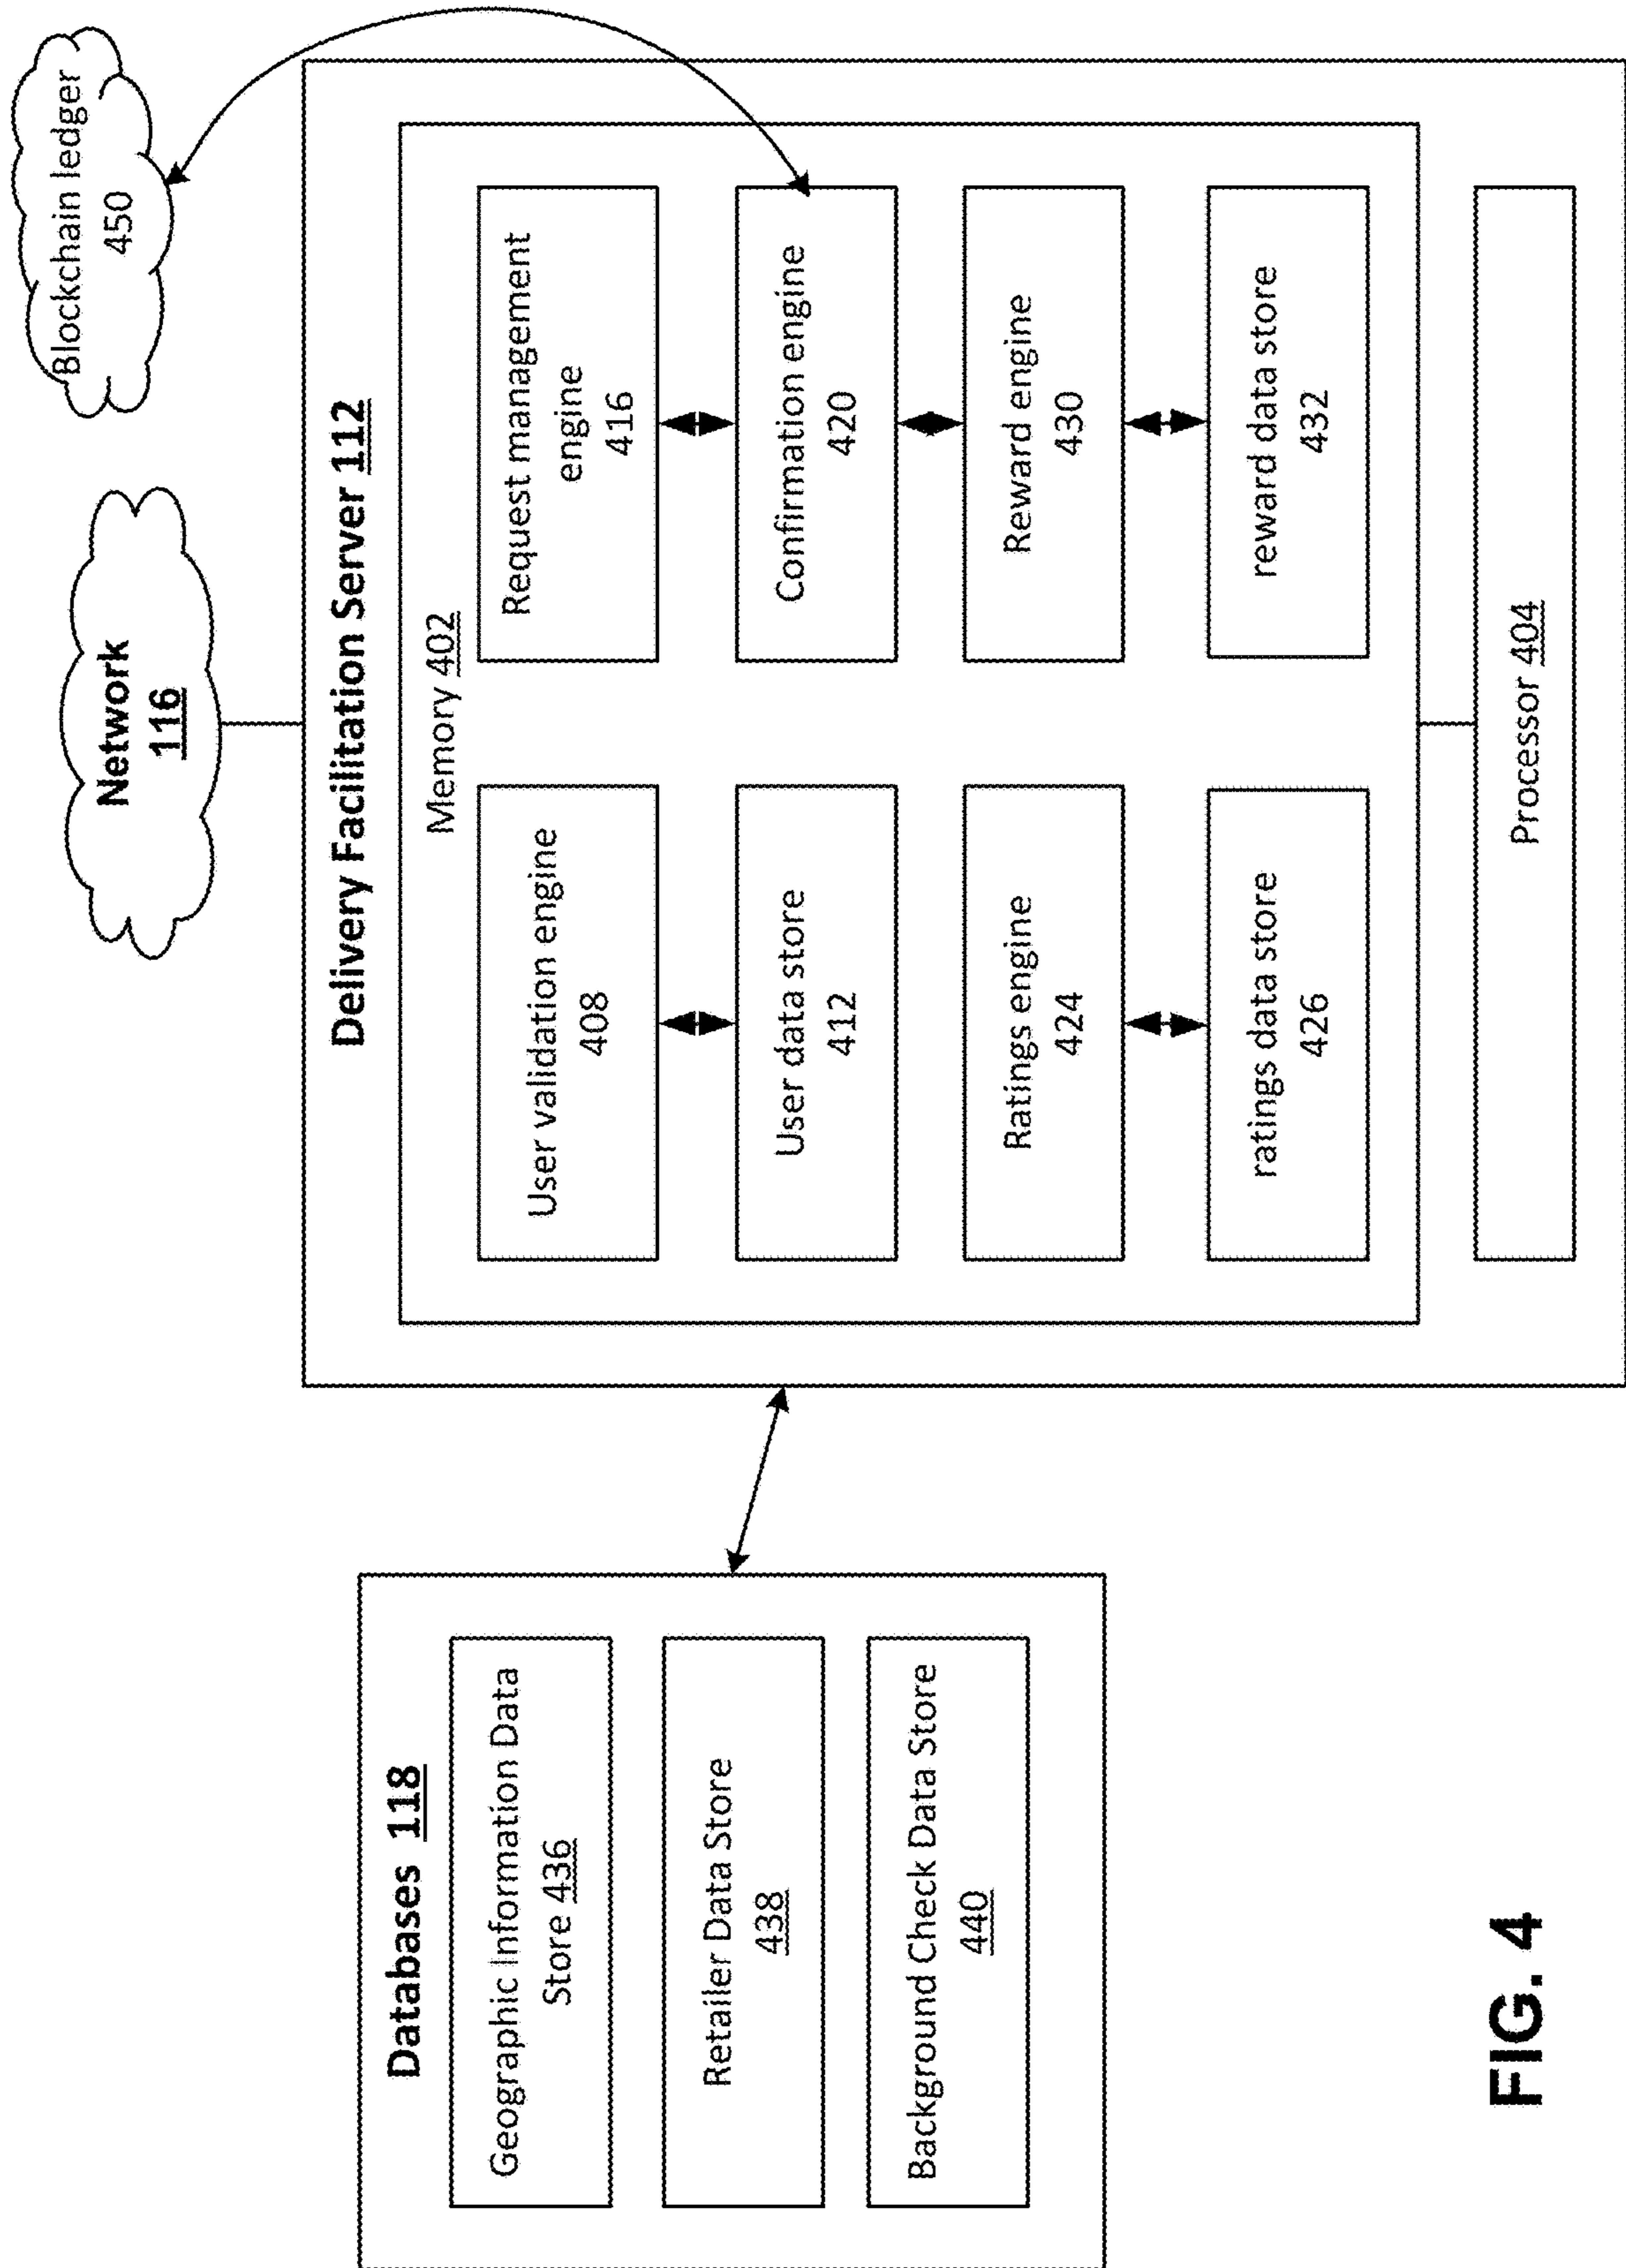 Blockchain ledger
450
Network
116
Delivery Facilitation Server 112
Memory 402
User validation engine
408
User data store
412
Ratings engine
424
ratings data store
426
Request management
engine
416
Confirmation engine
420
Reward engine
430
reward data store
432
Processor 404
Databases 118
Geographic Information Data
Store 436
Retailer Data Store
438
Background Check Data Store
440
FIG. 4